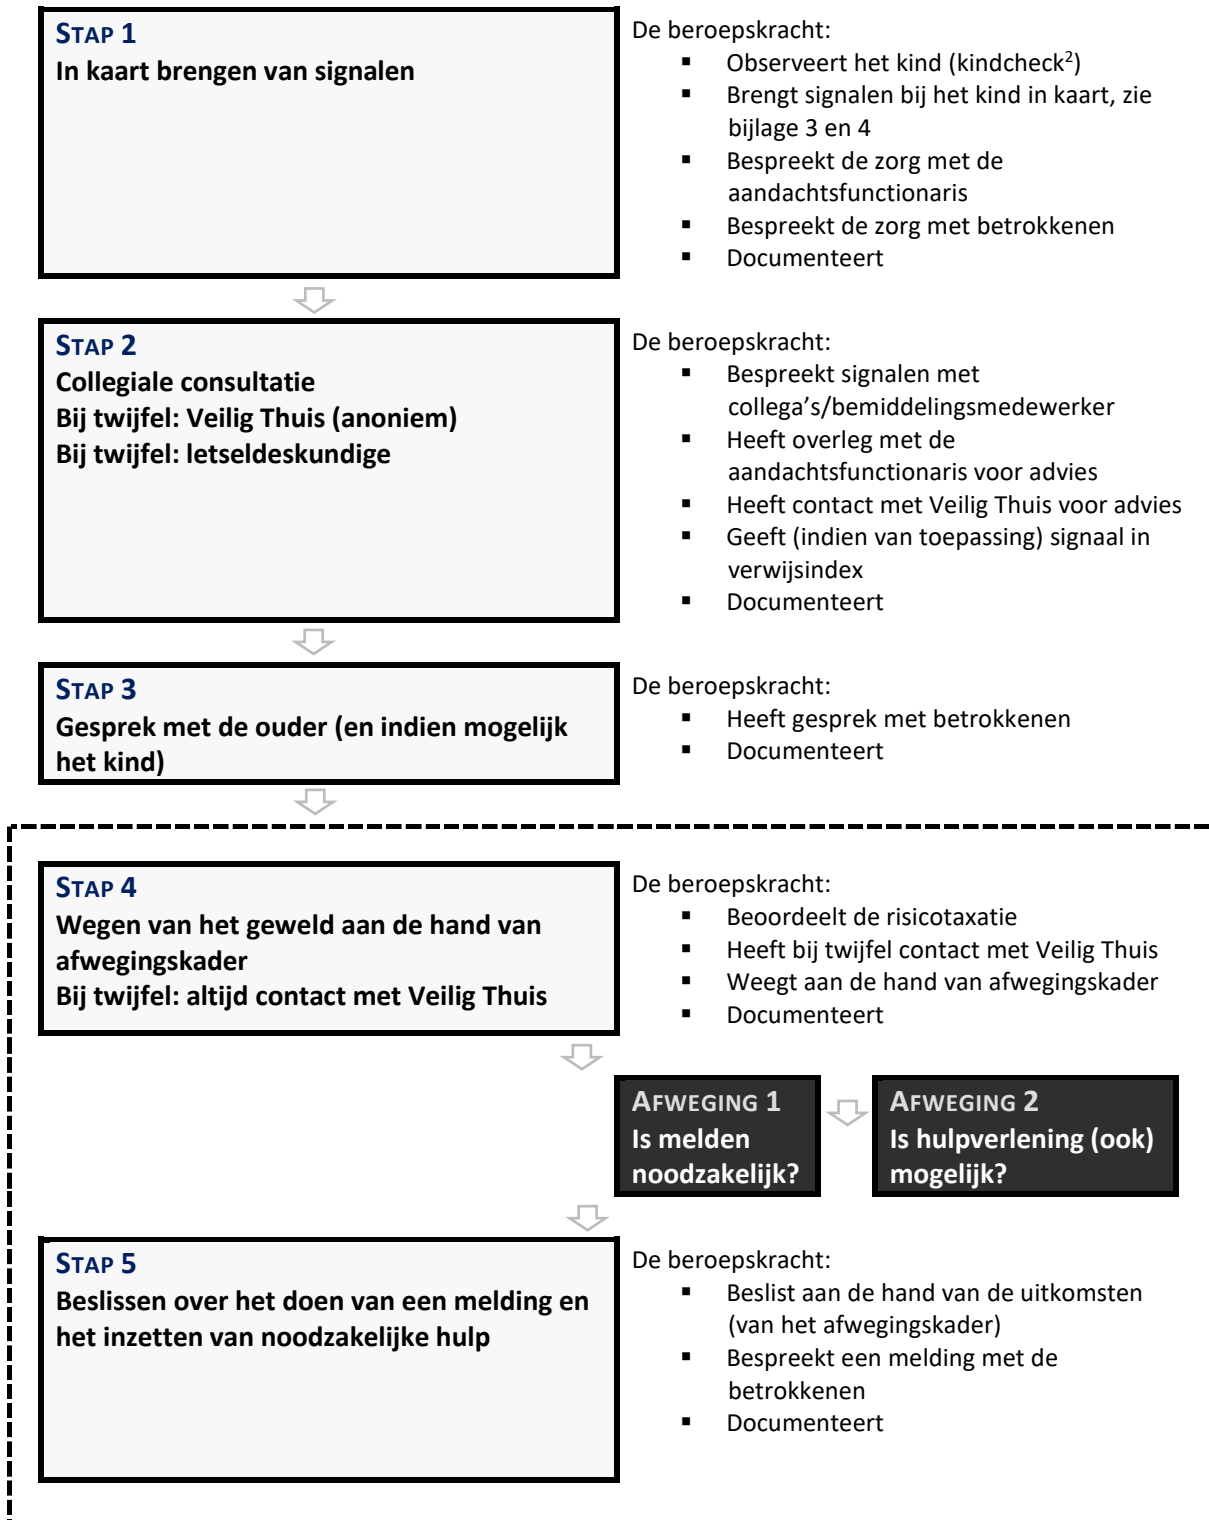 STAP 1
In kaart brengen van signalen
De beroepskracht:
▪ Observeert het kind (kindcheck²)
▪ Brengt signalen bij het kind in kaart, zie
bijlage 3 en 4
▪ Bespreekt de zorg met de
aandachtsfunctionaris
▪ Bespreekt de zorg met betrokkenen
▪ Documenteert
STAP 2
Collegiale consultatie
Bij twijfel: Veilig Thuis (anoniem)
Bij twijfel: letseldeskundige
De beroepskracht:
▪ Bespreekt signalen met
collega’s/bemiddelingsmedewerker
▪ Heeft overleg met de
aandachtsfunctionaris voor advies
▪ Heeft contact met Veilig Thuis voor advies
▪ Geeft (indien van toepassing) signaal in
verwijsindex
▪ Documenteert
STAP 3
Gesprek met de ouder (en indien mogelijk
het kind)
De beroepskracht:
▪ Heeft gesprek met betrokkenen
▪ Documenteert
STAP 4
Wegen van het geweld aan de hand van
afwegingskader
Bij twijfel: altijd contact met Veilig Thuis
De beroepskracht:
▪ Beoordeelt de risicotaxatie
▪ Heeft bij twijfel contact met Veilig Thuis
▪ Weegt aan de hand van afwegingskader
▪ Documenteert
AFWEGING 1
Is melden
noodzakelijk?
AFWEGING 2
Is hulpverlening (ook)
mogelijk?
STAP 5
Beslissen over het doen van een melding en
het inzetten van noodzakelijke hulp
De beroepskracht:
▪ Beslist aan de hand van de uitkomsten
(van het afwegingskader)
▪ Bespreekt een melding met de
betrokkenen
▪ Documenteert